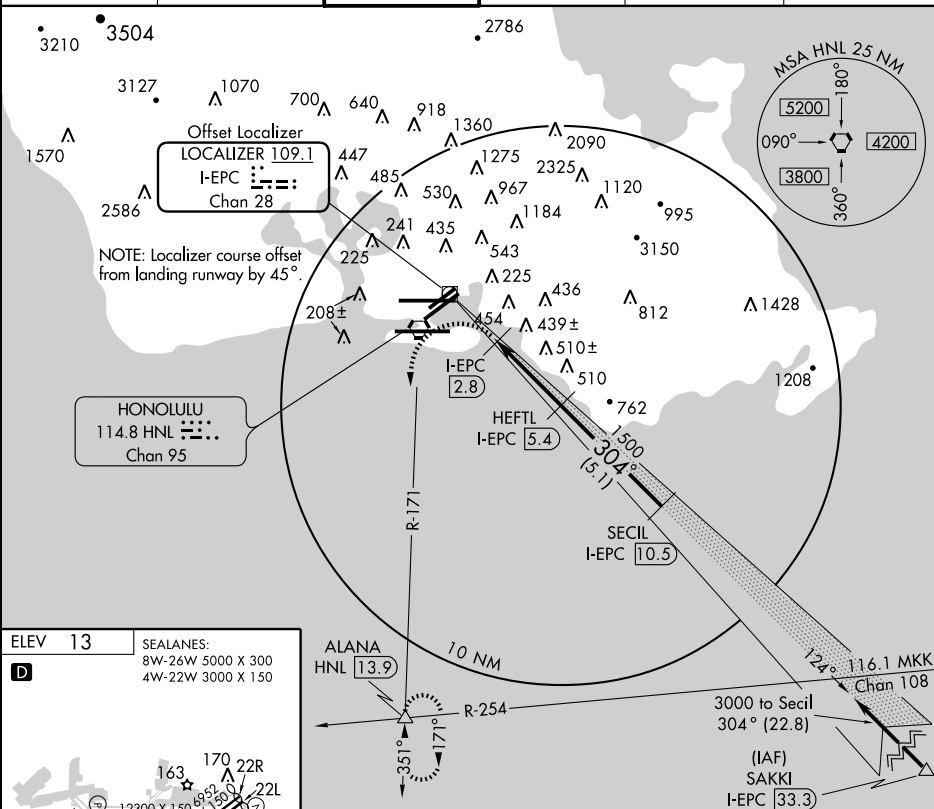 3210
3504
2786
3127
1070
700
640
918
1360
2090
MSA HNL 25 NM
180°
5200
090°
4200
3800
360°
1570
Offset Localizer
LOCALIZER 109.1
I-EPC
Chan 28
447
485
1275
2325
2586
530
967
1120
995
1184
3150
241
435
543
225
NOTE: Localizer course offset
from landing runway by 45°.
225
436
812
1428
208±
454
439±
510±
510
1208
I-EPC
2.8
762
HONOLULU
114.8 HNL
Chan 95
HEFTL
I-EPC 5.4
1500
304°
(5.1)
R-171
SECIL
I-EPC 10.5
ELEV 13
D
SEALANES:
8W-26W 5000 X 300
4W-22W 3000 X 150
ALANA
HNL 13.9
10 NM
124°
116.1 MKK
Chan 108
R-254
3000 to Secil
304° (22.8)
351°
171°
(IAF)
SAKKI
I-EPC 33.3
163
170
22R
22L
P
12300 X 150
6952
150
A